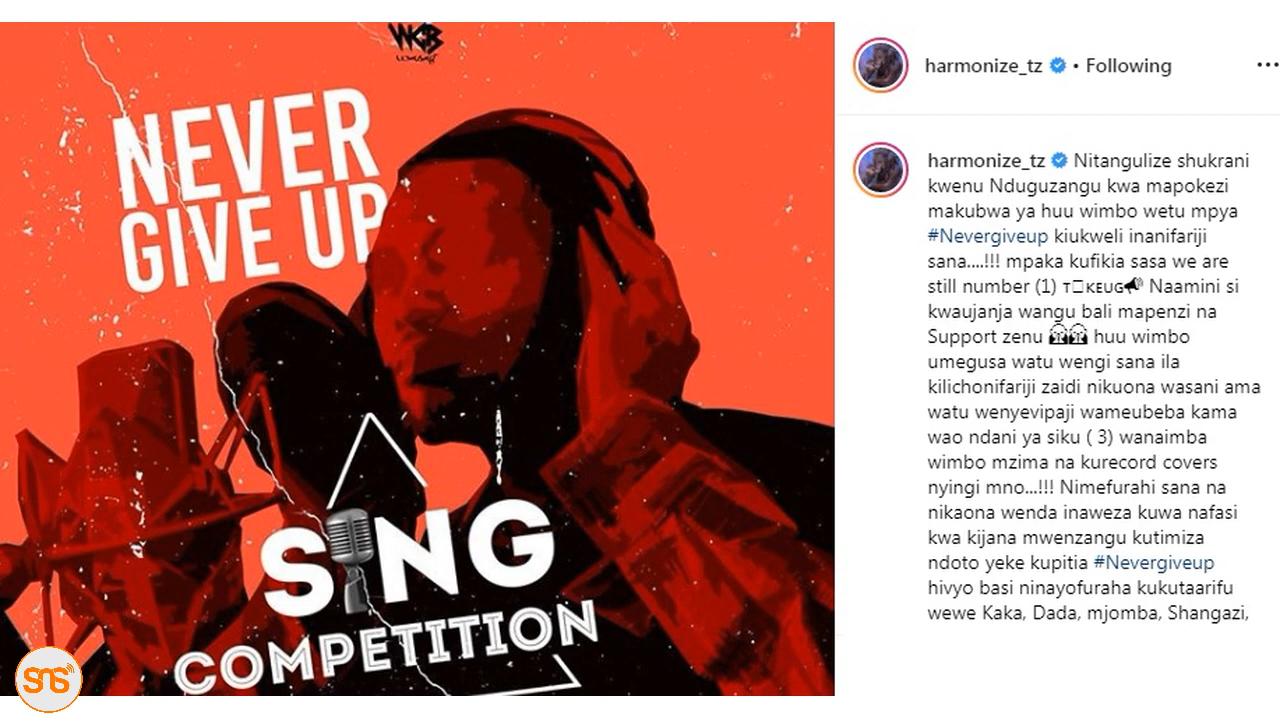 WCB
WASAFI
NEVER
GIVE UP
SING
COMPETITION
SNS
harmonize_tz • Following
harmonize_tz Nitangulize shukrani
kwenu Nduguzangu kwa mapokezi
makubwa ya huu wimbo wetu mpya
#Nevergiveup kiukweli inanifariji
sana....!!! mpaka kufikia sasa we are
still number (1) Naamini si
kwaujanja wangu bali mapenzi na
Support zenu huu wimbo
umegusa watu wengi sana ila
kilichonifariji zaidi nikuona wasani ama
watu wenyevipaji wameubeba kama
wao ndani ya siku ( 3) wanaimba
wimbo mzima na kurecord covers
nyingi mno...!!! Nimefurahi sana na
nikaona wenda inaweza kuwa nafasi
kwa kijana mwenzangu kutimiza
ndoto yeke kupitia #Nevergiveup
hivyo basi ninayofuraha kukutaarifu
wewe Kaka, Dada, mjomba, Shangazi,